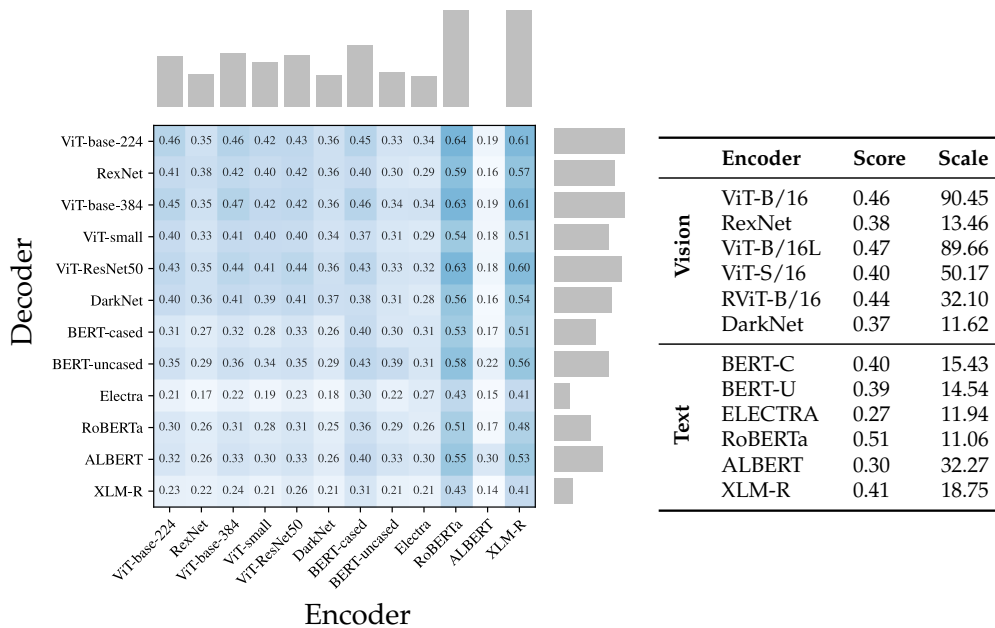 Decoder
ViT-base-224 0.46 0.35 0.46 0.42 0.43 0.36 0.45 0.33 0.34 0.64 0.19 0.61
RexNet 0.41 0.38 0.42 0.40 0.42 0.36 0.40 0.30 0.29 0.59 0.16 0.57
ViT-base-384 0.45 0.35 0.47 0.42 0.42 0.36 0.46 0.34 0.34 0.63 0.19 0.61
ViT-small 0.40 0.33 0.41 0.40 0.40 0.34 0.37 0.31 0.29 0.54 0.18 0.51
ViT-ResNet50 0.43 0.35 0.44 0.41 0.44 0.36 0.43 0.33 0.32 0.63 0.18 0.60
DarkNet 0.40 0.36 0.41 0.39 0.41 0.37 0.38 0.31 0.28 0.56 0.16 0.54
BERT-cased 0.31 0.27 0.32 0.28 0.33 0.26 0.40 0.30 0.31 0.53 0.17 0.51
BERT-uncased 0.35 0.29 0.36 0.34 0.35 0.29 0.43 0.39 0.31 0.58 0.22 0.56
Electra 0.21 0.17 0.22 0.19 0.23 0.18 0.30 0.22 0.27 0.43 0.15 0.41
RoBERTa 0.30 0.26 0.31 0.28 0.31 0.25 0.36 0.29 0.26 0.51 0.17 0.48
ALBERT 0.32 0.26 0.33 0.30 0.33 0.26 0.40 0.33 0.30 0.55 0.30 0.53
XLM-R 0.23 0.22 0.24 0.21 0.26 0.21 0.31 0.21 0.21 0.43 0.14 0.41
ViT-base-224 RexNet ViT-base-384 ViT-small ViT-ResNet50 DarkNet BERT-cased BERT-uncased Electra RoBERTa ALBERT XLM-R
Encoder
Encoder Score Scale
Vision
ViT-B/16 0.46 90.45
RexNet 0.38 13.46
ViT-B/16L 0.47 89.66
ViT-S/16 0.40 50.17
RViT-B/16 0.44 32.10
DarkNet 0.37 11.62
Text
BERT-C 0.40 15.43
BERT-U 0.39 14.54
ELECTRA 0.27 11.94
RoBERTa 0.51 11.06
ALBERT 0.30 32.27
XLM-R 0.41 18.75